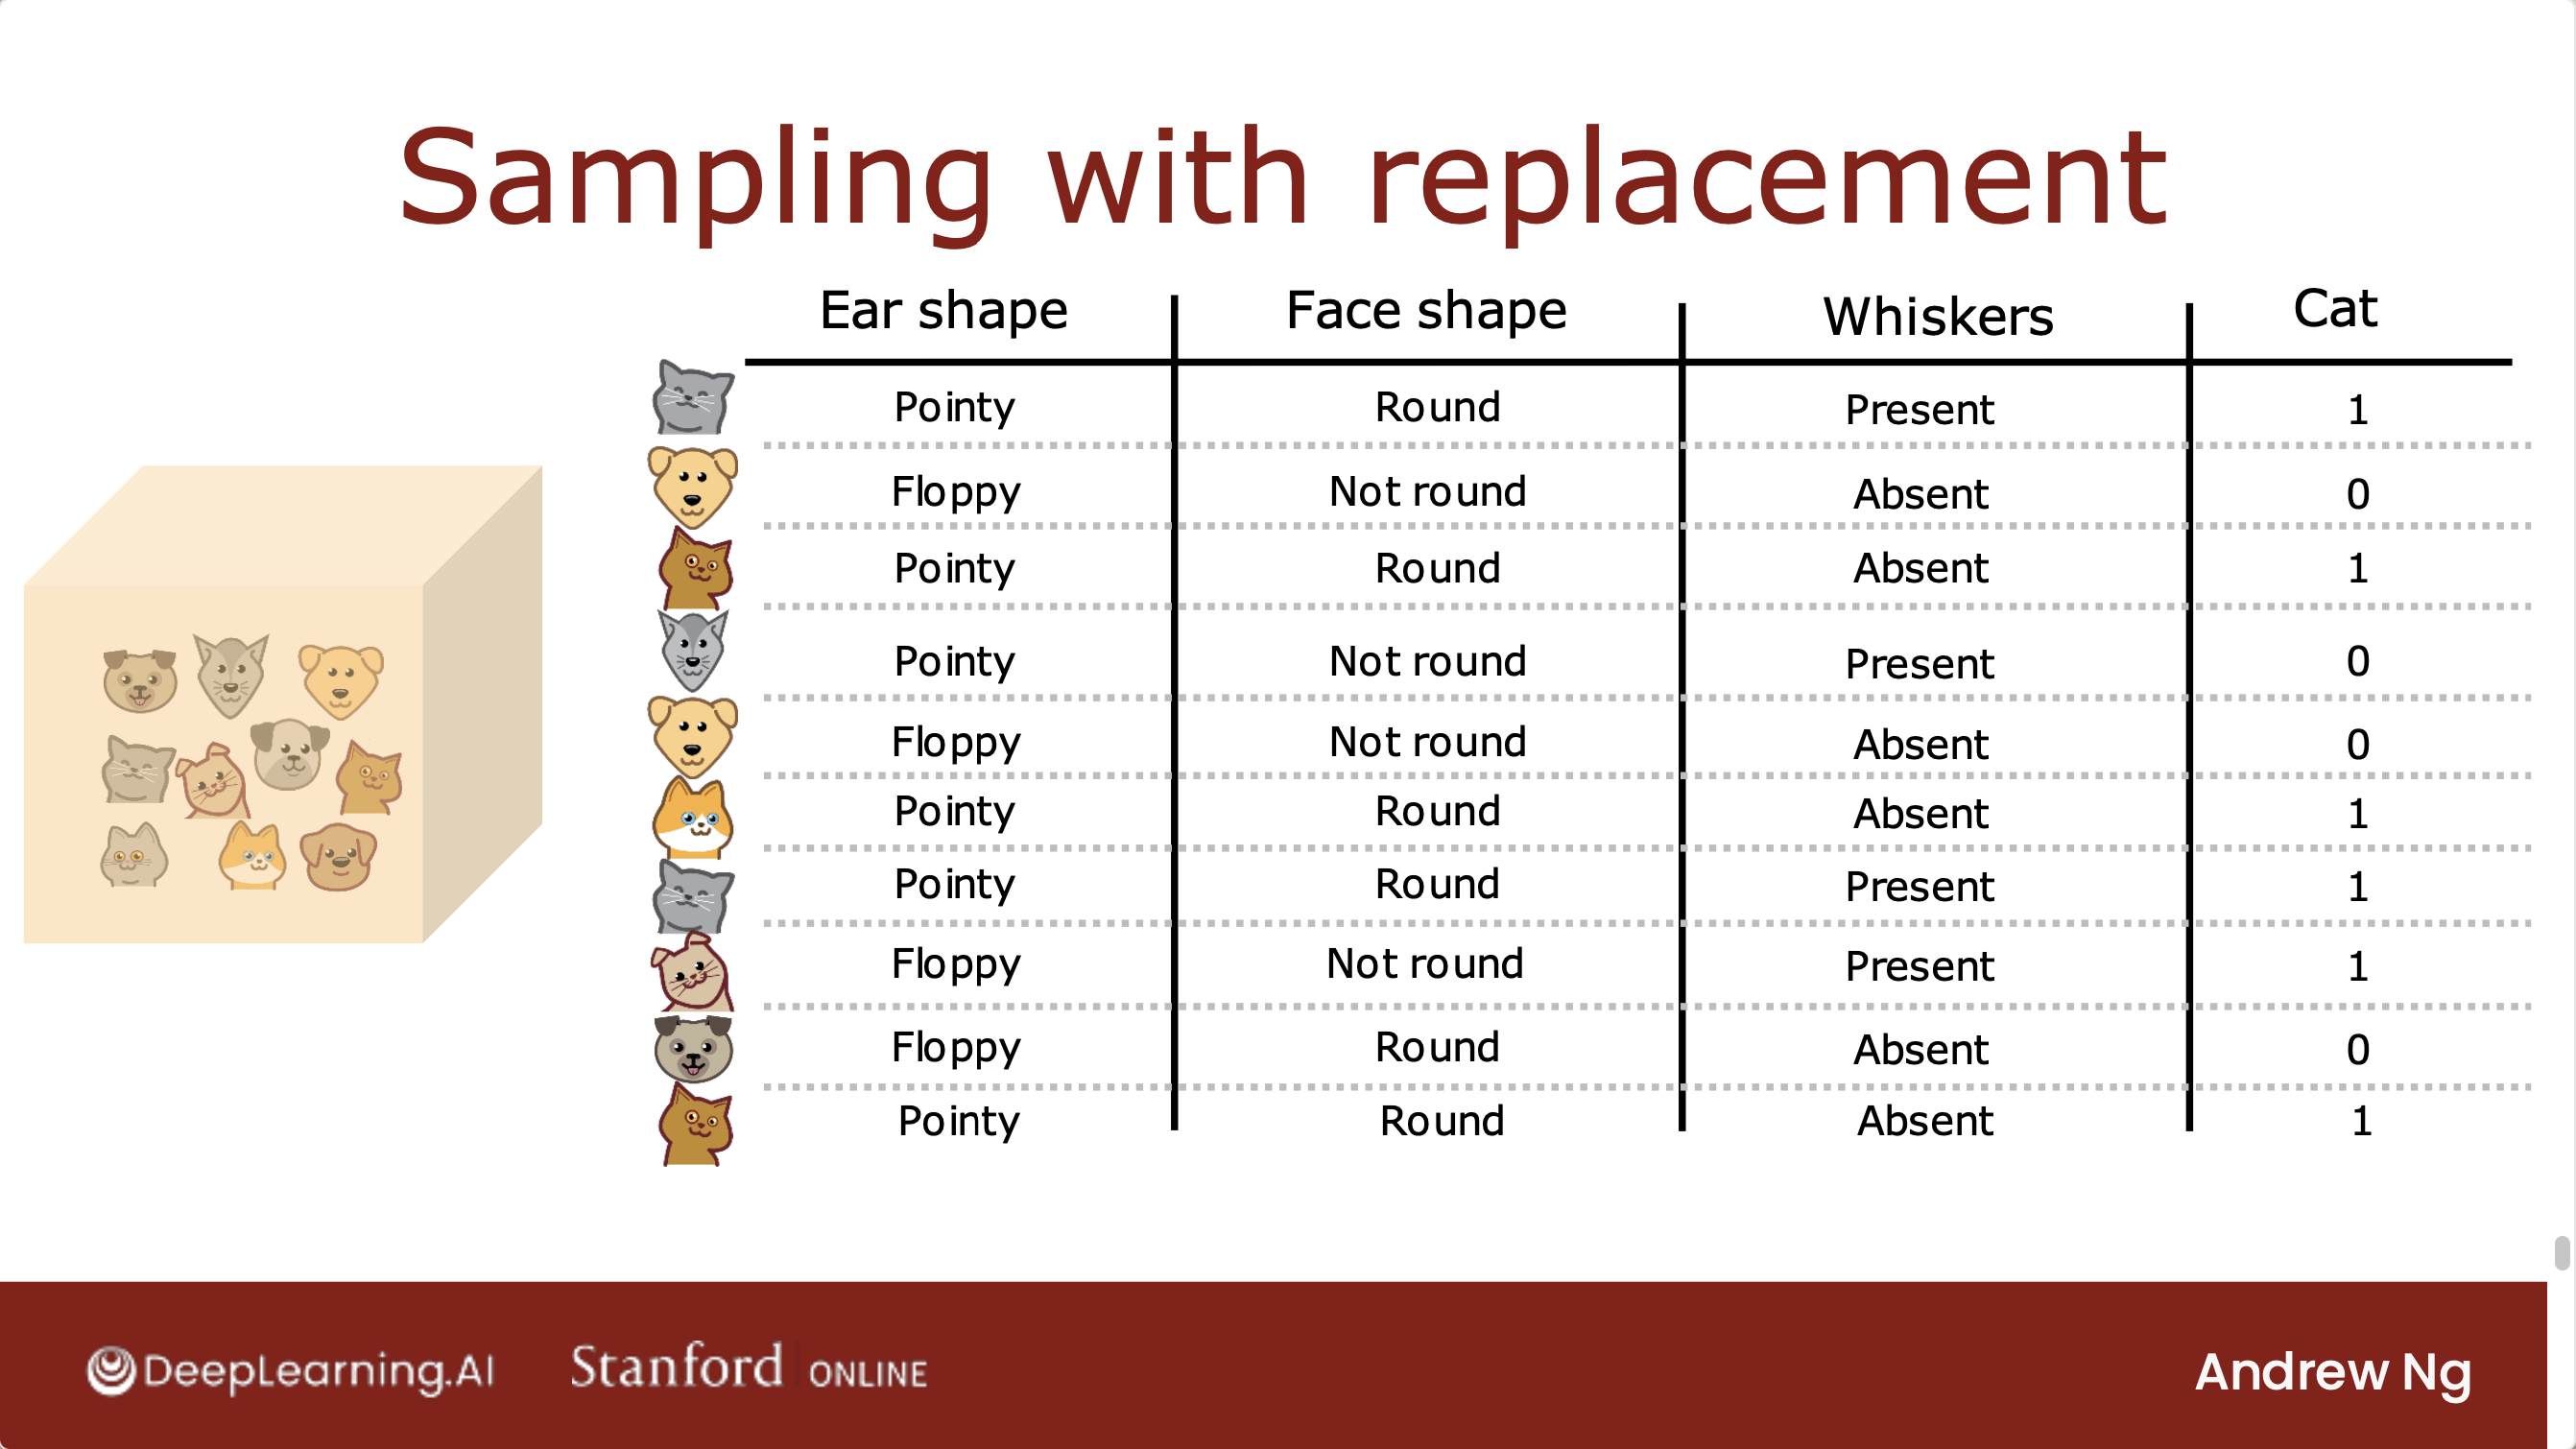 Sampling with replacement
Ear shape Face shape Whiskers Cat
Pointy Round Present 1
Floppy Not round Absent 0
Pointy Round Absent 1
Pointy Not round Present 0
Floppy Not round Absent 0
Pointy Round Absent 1
Pointy Round Present 1
Floppy Not round Present 1
Floppy Round Absent 0
Pointy Round Absent 1
DeepLearning.AI Stanford ONLINE Andrew Ng